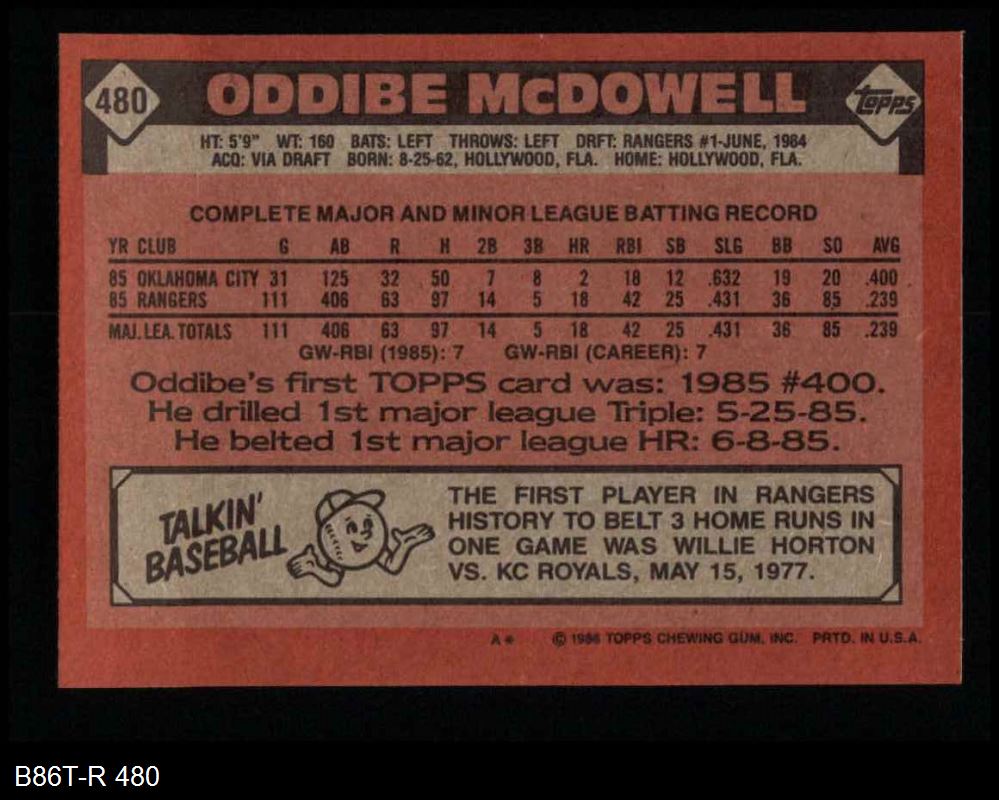 480 ODDIBE McDOWELL Topps
HT: 5'9" WT: 160 BATS: LEFT THROWS: LEFT DRFT: RANGERS #1-JUNE, 1984
ACQ: VIA DRAFT BORN: 8-25-62, HOLLYWOOD, FLA. HOME: HOLLYWOOD, FLA.
COMPLETE MAJOR AND MINOR LEAGUE BATTING RECORD
YR CLUB G AB R H 2B 3B HR RBI SB SLG BB SO AVG
85 OKLAHOMA CITY 31 125 32 50 7 8 2 18 12 .632 19 20 .400
85 RANGERS 111 406 63 97 14 5 18 42 25 .431 36 85 .239
MAJ. LEA. TOTALS 111 406 63 97 14 5 18 42 25 .431 36 85 .239
GW-RBI (1985): 7 GW-RBI (CAREER): 7
Oddibe's first TOPPS card was: 1985 #400.
He drilled 1st major league Triple: 5-25-85.
He belted 1st major league HR: 6-8-85.
TALKIN'
BASEBALL
THE FIRST PLAYER IN RANGERS
HISTORY TO BELT 3 HOME RUNS IN
ONE GAME WAS WILLIE HORTON
VS. KC ROYALS, MAY 15, 1977.
A* © 1986 TOPPS CHEWING GUM, INC. PRTD. IN U.S.A.
B86T-R 480